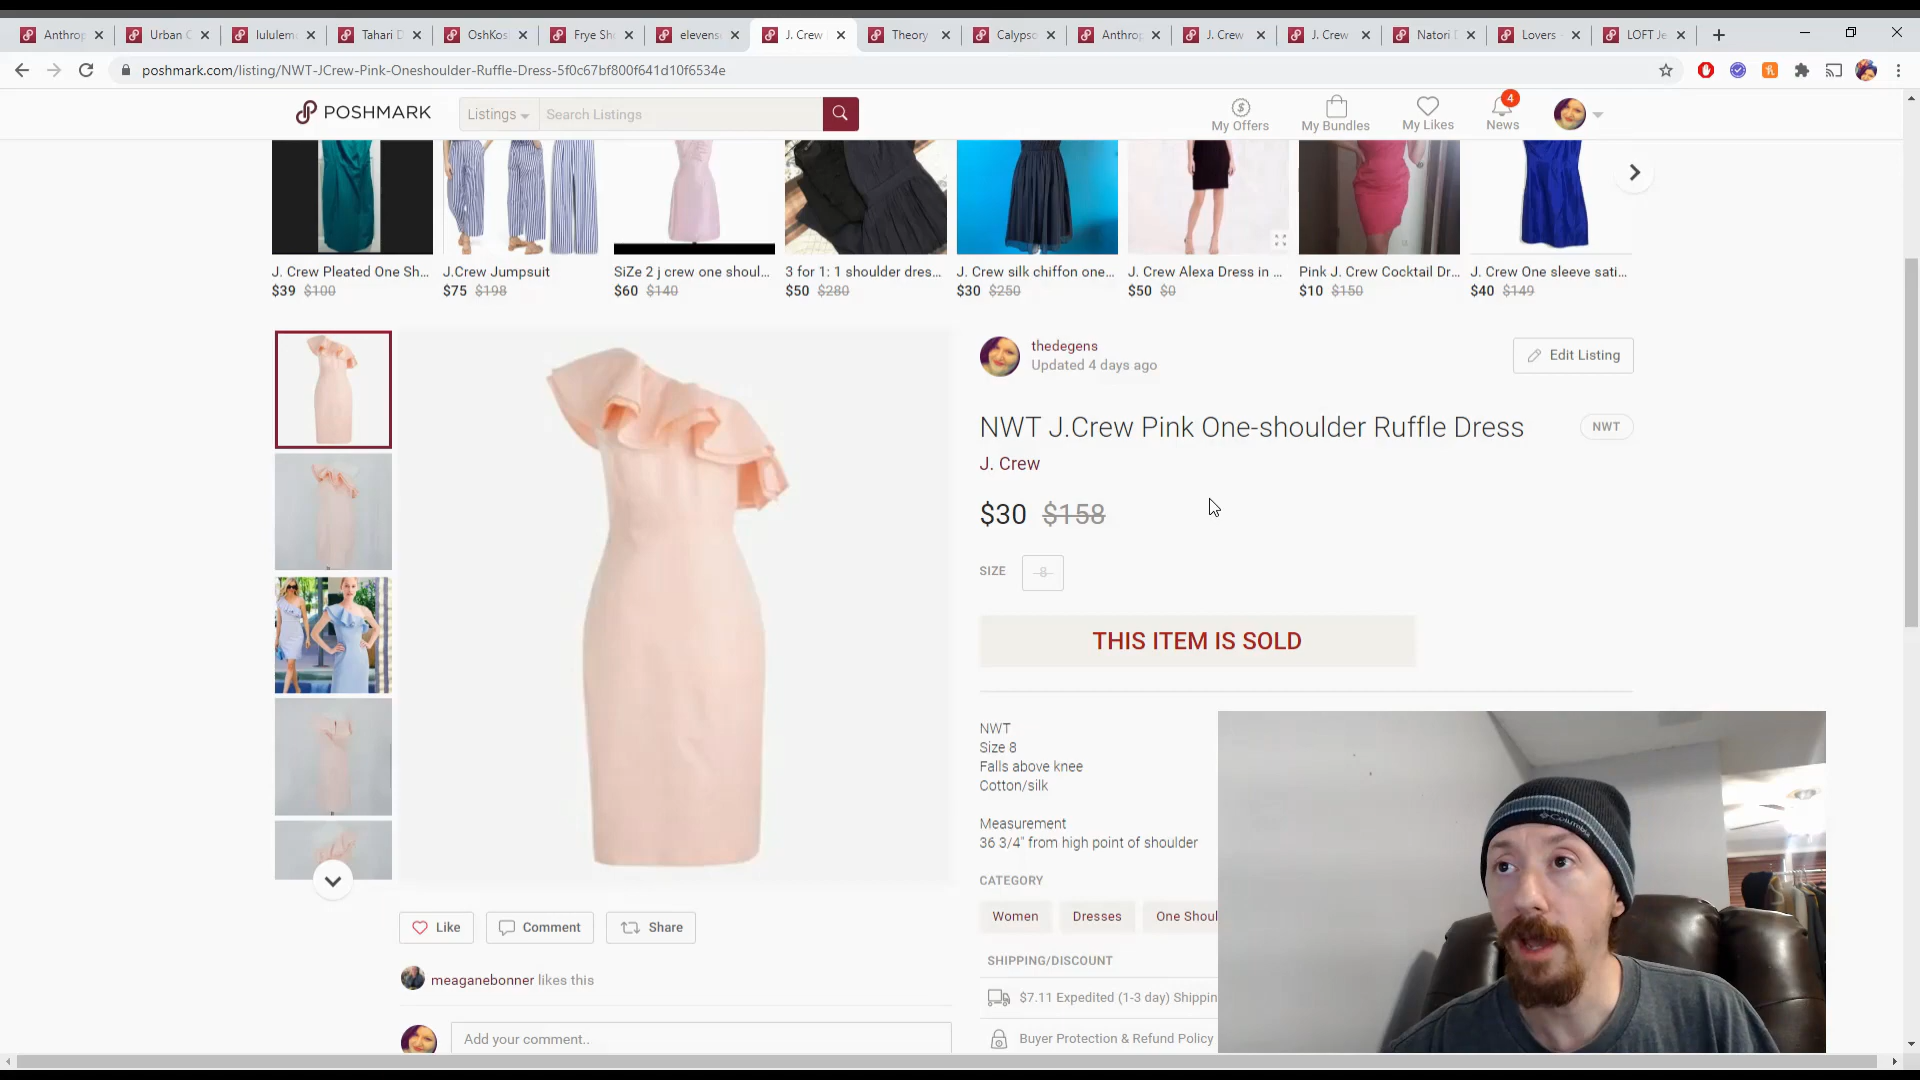 Anthrop
Urban C
lululem
Tahari D
OshKos
Frye Sh
elevens
J. Crew
Theory
Calypso
Anthrop
J. Crew
J. Crew
Natori D
Lovers -
LOFT Je
poshmark.com/listing/NWT-JCrew-Pink-Oneshoulder-Ruffle-Dress-5f0c67bf800f641d10f6534e
POSHMARK
Listings
Search Listings
My Offers
My Bundles
My Likes
4
News
J. Crew Pleated One Sh...
$39 $100
J.Crew Jumpsuit
$75 $198
SiZe 2 j crew one shoul...
$60 $140
3 for 1: 1 shoulder dres...
$50 $280
J. Crew silk chiffon one...
$30 $250
J. Crew Alexa Dress in ...
$50 $0
Pink J. Crew Cocktail Dr...
$10 $150
J. Crew One sleeve sati...
$40 $149
thedegens
Updated 4 days ago
Edit Listing
NWT J.Crew Pink One-shoulder Ruffle Dress
NWT
J. Crew
$30 $158
SIZE 8
THIS ITEM IS SOLD
NWT
Size 8
Falls above knee
Cotton/silk
Measurement
36 3/4" from high point of shoulder
CATEGORY
Women
Dresses
One Shoul
SHIPPING/DISCOUNT
$7.11 Expedited (1-3 day) Shippin
Buyer Protection & Refund Policy
Like
Comment
Share
meaganebonner likes this
Add your comment..
Columbia